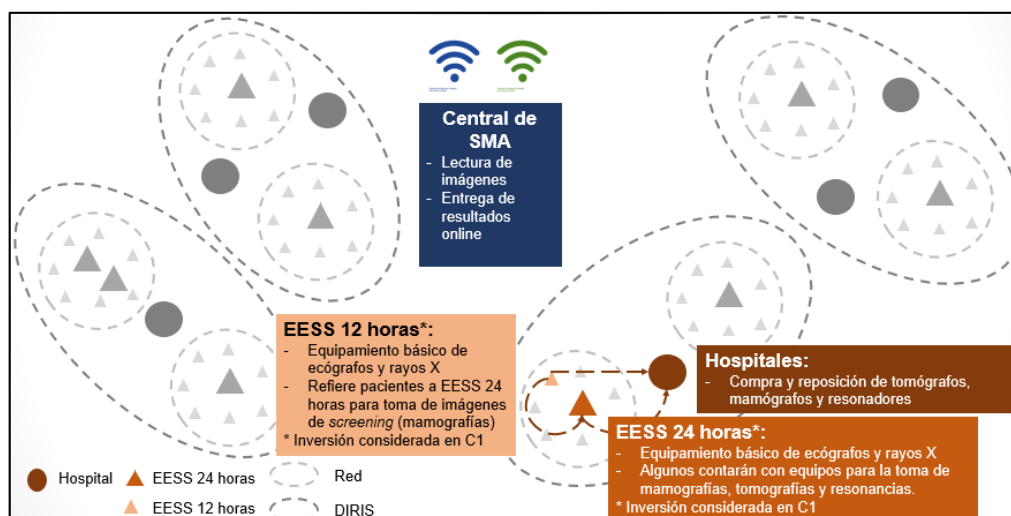 Central de
SMA
- Lectura de
imágenes
- Entrega de
resultados
online
EESS 12 horas*:
- Equipamiento básico de
ecógrafos y rayos X
- Refiere pacientes a EESS 24
horas para toma de imágenes
de screening (mamografías)
* Inversión considerada en C1
Hospitales:
- Compra y reposición de tomógrafos,
mamógrafos y resonadores
EESS 24 horas*:
- Equipamiento básico de ecógrafos y rayos X
- Algunos contarán con equipos para la toma de
mamografías, tomografías y resonancias.
* Inversión considerada en C1
Hospital
EESS 24 horas
Red
EESS 12 horas
DIRIS